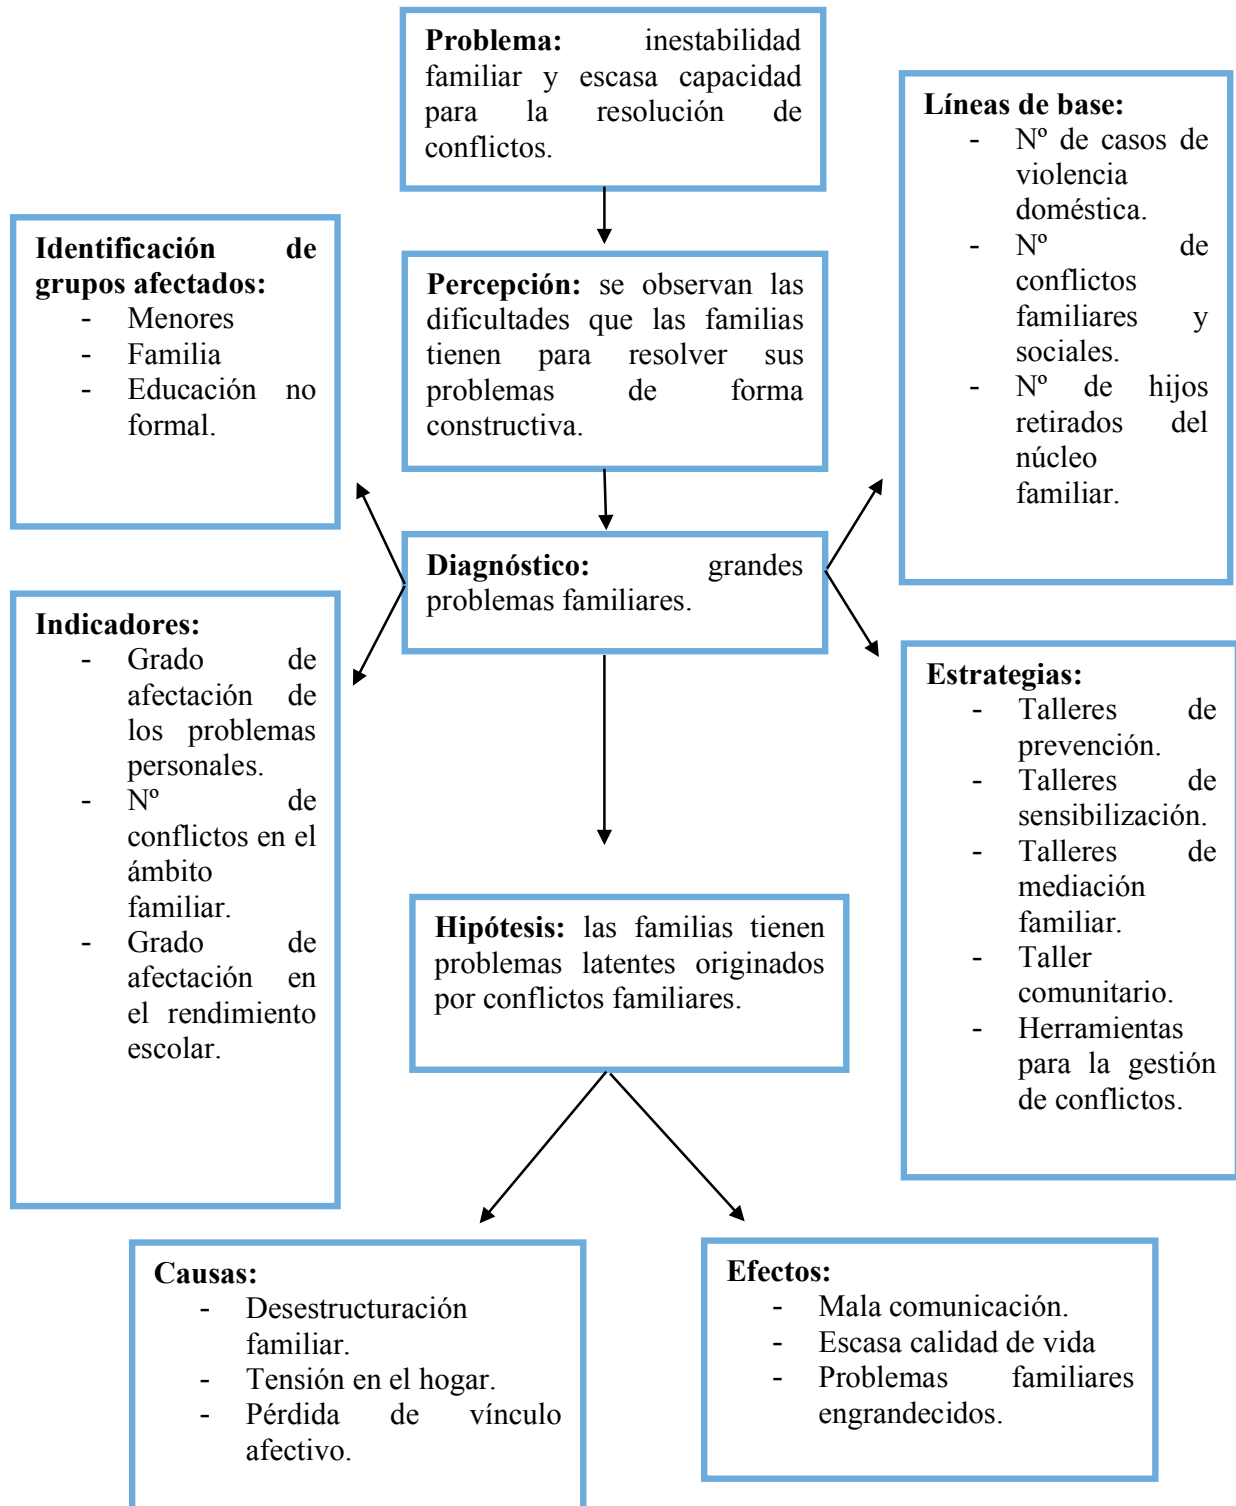 Problema: inestabilidad
familiar y escasa capacidad
para la resolución de
conflictos.
Líneas de base:
- Nº de casos de
violencia
doméstica.
- Nº de
conflictos
familiares y
sociales.
- Nº de hijos
retirados del
núcleo
familiar.
Identificación de
grupos afectados:
- Menores
- Familia
- Educación no
formal.
Percepción: se observan las
dificultades que las familias
tienen para resolver sus
problemas de forma
constructiva.
Diagnóstico: grandes
problemas familiares.
Indicadores:
- Grado de
afectación de
los problemas
personales.
- Nº de
conflictos en el
ámbito
familiar.
- Grado de
afectación en
el rendimiento
escolar.
Estrategias:
- Talleres de
prevención.
- Talleres de
sensibilización.
- Talleres de
mediación
familiar.
- Taller
comunitario.
- Herramientas
para la gestión
de conflictos.
Hipótesis: las familias tienen
problemas latentes originados
por conflictos familiares.
Causas:
- Desestructuración
familiar.
- Tensión en el hogar.
- Pérdida de vínculo
afectivo.
Efectos:
- Mala comunicación.
- Escasa calidad de vida
- Problemas familiares
engrandecidos.